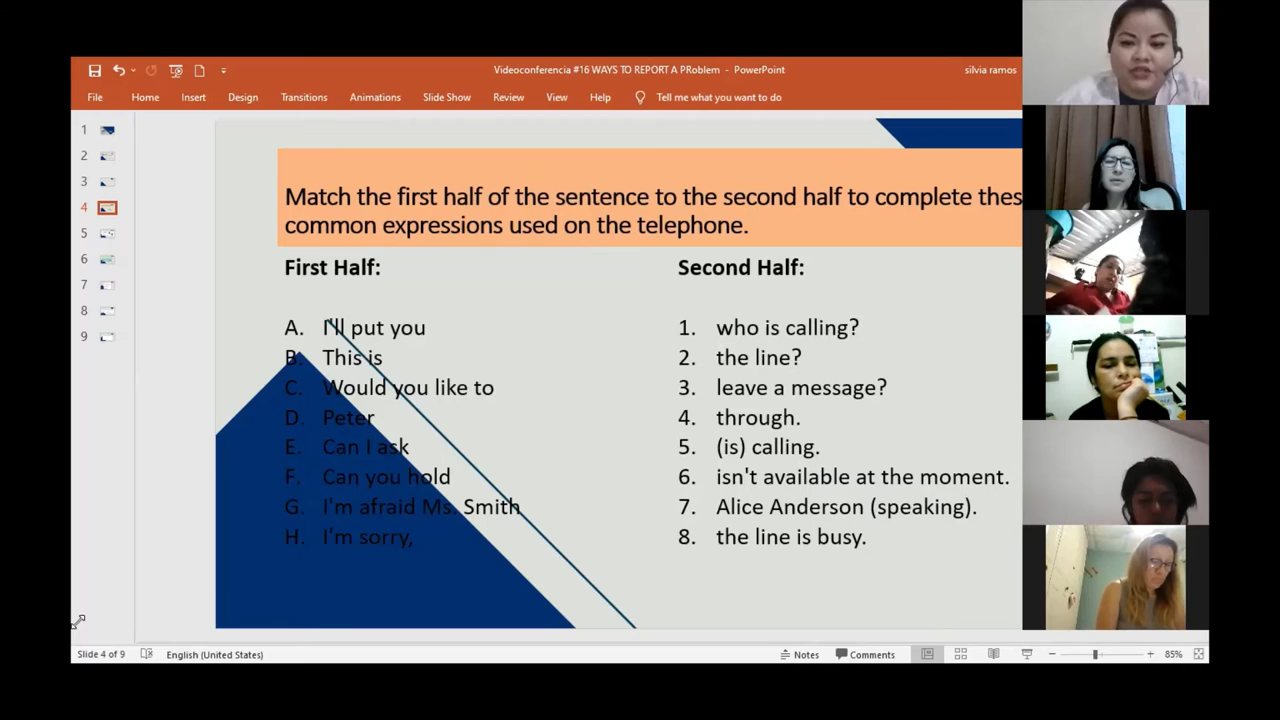 Videoconferencia #16 WAYS TO REPORT A PRoblem - PowerPoint
silvia ramos
File Home Insert Design Transitions Animations Slide Show Review View Help Tell me what you want to do
1
2
3
4
5
6
7
8
9
Match the first half of the sentence to the second half to complete thes
common expressions used on the telephone.
First Half:
A. I'll put you
B. This is
C. Would you like to
D. Peter
E. Can I ask
F. Can you hold
G. I'm afraid Ms. Smith
H. I'm sorry,
Second Half:
1. who is calling?
2. the line?
3. leave a message?
4. through.
5. (is) calling.
6. isn't available at the moment.
7. Alice Anderson (speaking).
8. the line is busy.
Slide 4 of 9 English (United States) Notes Comments 85%